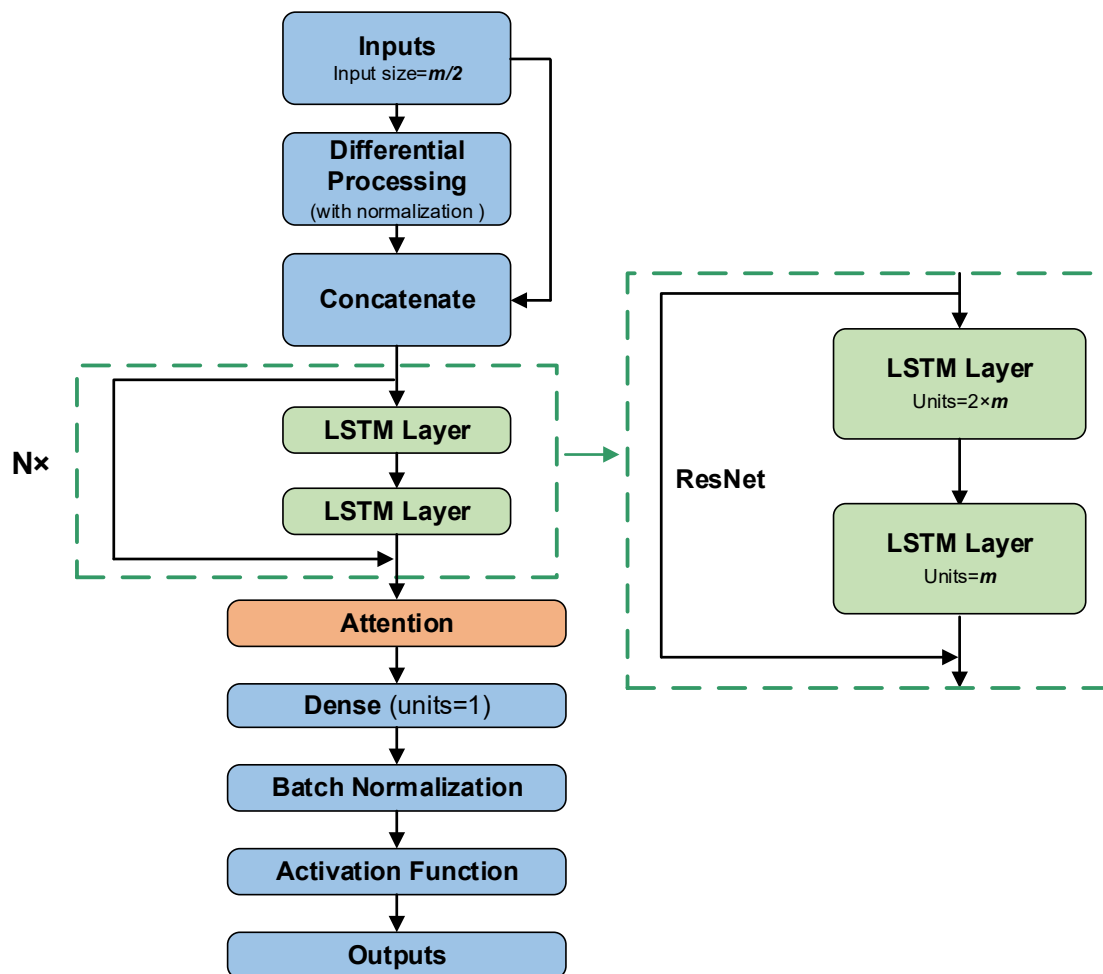 Inputs
Input size=m/2
Differential
Processing
(with normalization )
Concatenate
N×
LSTM Layer
LSTM Layer
Attention
Dense (units=1)
Batch Normalization
Activation Function
Outputs
LSTM Layer
Units=2×m
ResNet
LSTM Layer
Units=m